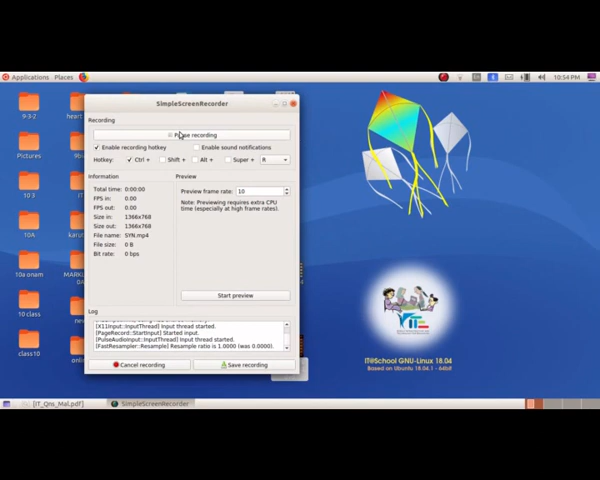 Applications Places
10:54 PM
SimpleScreenRecorder
Recording
Pause recording
Enable recording hotkey
Enable sound notifications
Hotkey: Ctrl + Shift + Alt + Super + R
Information
Total time: 0:00:00
FPS in: 0.00
FPS out: 0.00
Size in: 1366x768
Size out: 1366x768
File name: SYN.mp4
File size: 0 B
Bit rate: 0 bps
Preview
Preview frame rate: 10
Note: Previewing requires extra CPU
time (especially at high frame rates).
Start preview
Log
[X11Input::InputThread] Input thread started.
[PageRecord::StartInput] Started input.
[PulseAudioInput::InputThread] Input thread started.
[FastResampler::Resample] Resample ratio is 1.0000 (was 0.0000).
Cancel recording
Save recording
9-3-2
heart
Pictures
10 3
10A
10a onam
10 class
class10
IT@School GNU-Linux 18.04
Based on Ubuntu 18.04.1 - 64bit
[IT_Qns_Mal.pdf]
SimpleScreenRecorder